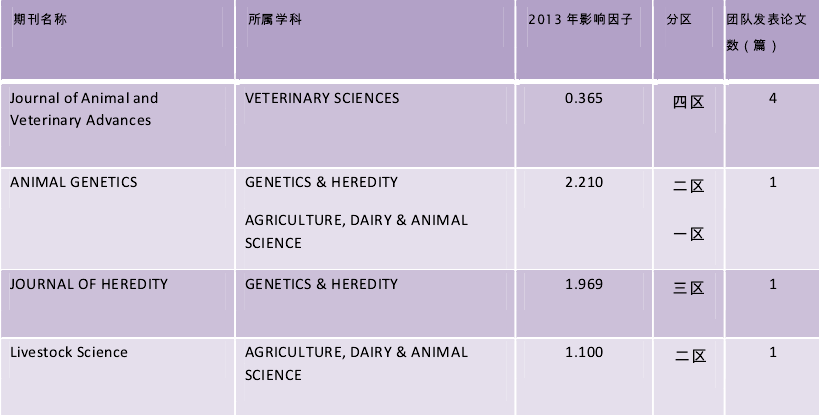 期刊名称 所属学科 2013 年影响因子 分区 团队发表论文
数（篇）
Journal of Animal and VETERINARY SCIENCES 0.365 四区 4
Veterinary Advances
ANIMAL GENETICS GENETICS & HEREDITY 2.210 二区 1
AGRICULTURE, DAIRY & ANIMAL 一区
SCIENCE
JOURNAL OF HEREDITY GENETICS & HEREDITY 1.969 三区 1
Livestock Science AGRICULTURE, DAIRY & ANIMAL 1.100 二区 1
SCIENCE